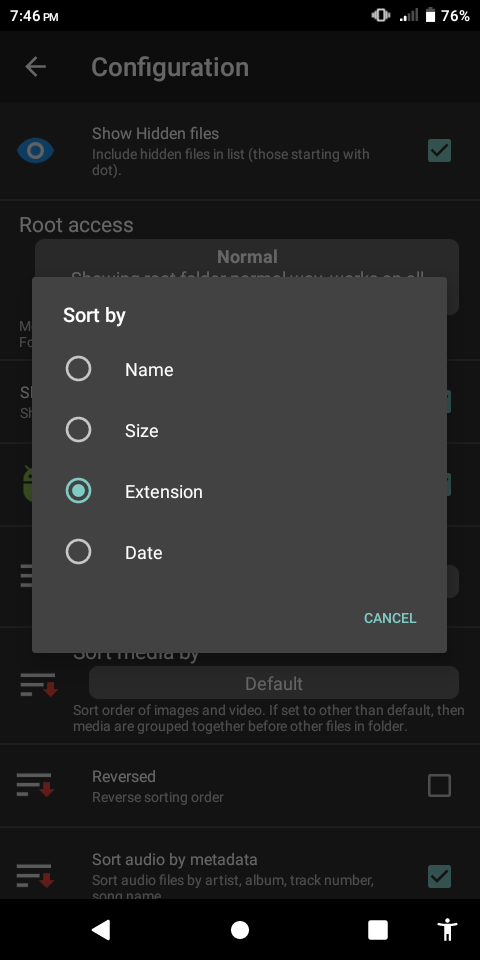 7:46 PM
76%
Configuration
Show Hidden files
Include hidden files in list (those starting with
dot).
Root access
Normal
Showing root folder normal way, works on all
Sort by
Name
Size
Extension
Date
CANCEL
Sort media by
Default
Sort order of images and video. If set to other than default, then
media are grouped together before other files in folder.
Reversed
Reverse sorting order
Sort audio by metadata
Sort audio files by artist, album, track number,
song name